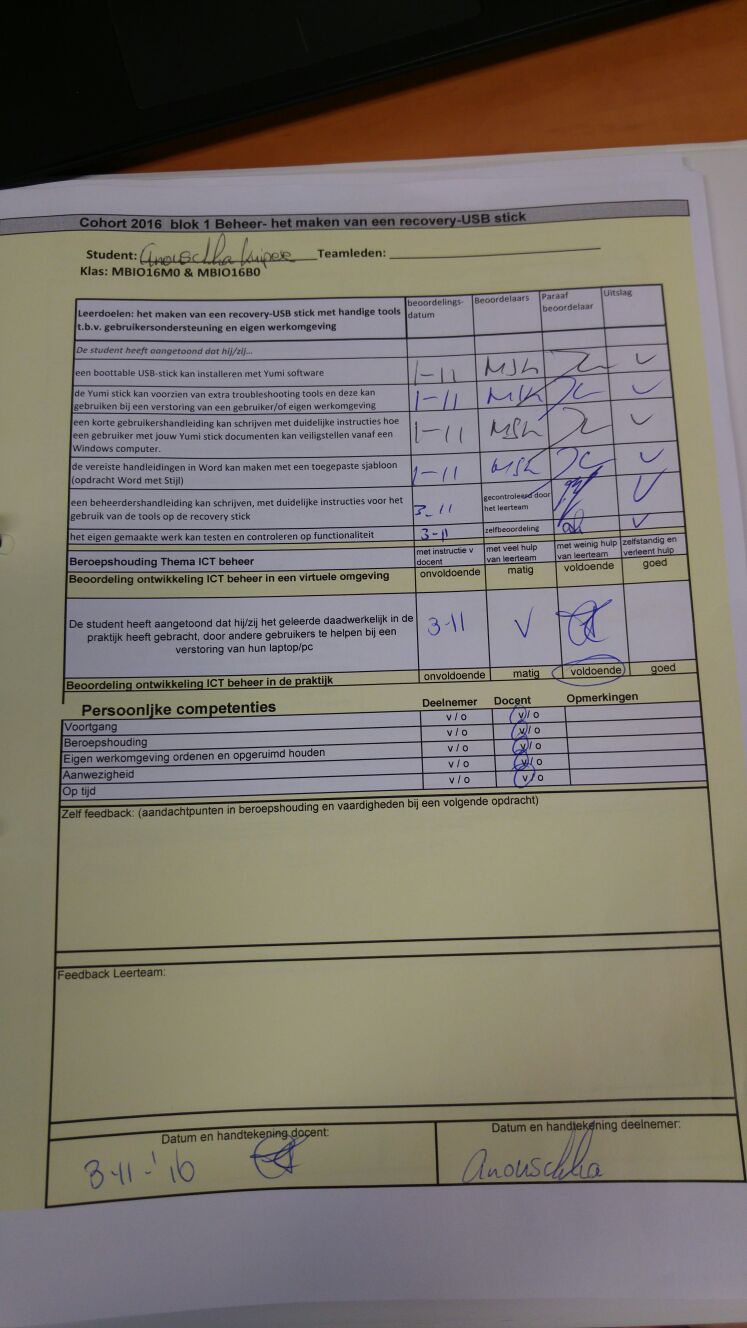 Cohort 2016 blok 1 Beheer- het maken van een recovery-USB stick
Student: Anouschka Kuipers Teamleden:
Klas: MBIO16M0 & MBIO16B0
Leerdoelen: het maken van een recovery-USB stick met handige tools
t.b.v. gebruikersondersteuning en eigen werkomgeving
beoordelings-
datum
Beoordelaars
Paraaf
beoordelaar
Uitslag
De student heeft aangetoond dat hij/zij...
een boottable USB-stick kan installeren met Yumi software
1-11 V
de Yumi stick kan voorzien van extra troubleshooting tools en deze kan
gebruiken bij een verstoring van een gebruiker/of eigen werkomgeving
1-11 V
een korte gebruikershandleiding kan schrijven met duidelijke instructies hoe
een gebruiker met jouw Yumi stick documenten kan veiligstellen vanaf een
Windows computer.
1-11 V
de vereiste handleidingen in Word kan maken met een toegepaste sjabloon
(opdracht Word met Stijl)
1-11 V
een beheerdershandleiding kan schrijven, met duidelijke instructies voor het
gebruik van de tools op de recovery stick
3-11
gecontroleerd door
het leerteam
V
het eigen gemaakte werk kan testen en controleren op functionaliteit
3-11 zelfbeoordeling V
Beroepshouding Thema ICT beheer
met instructie v
docent
met veel hulp
van leerteam
met weinig hulp
van leerteam
zelfstandig en
verleent hulp
Beoordeling ontwikkeling ICT beheer in een virtuele omgeving onvoldoende matig voldoende goed
De student heeft aangetoond dat hij/zij het geleerde daadwerkelijk in de
praktijk heeft gebracht, door andere gebruikers te helpen bij een
verstoring van hun laptop/pc
3-11 V
Beoordeling ontwikkeling ICT beheer in de praktijk onvoldoende matig voldoende goed
Persoonlijke competenties Deelnemer Docent Opmerkingen
Voortgang v / o v / o
Beroepshouding v / o v / o
Eigen werkomgeving ordenen en opgeruimd houden v / o v / o
Aanwezigheid v / o v / o
Op tijd v / o v / o
Zelf feedback: (aandachtpunten in beroepshouding en vaardigheden bij een volgende opdracht)
Feedback Leerteam:
Datum en handtekening docent:
3-11-'16
Datum en handtekening deelnemer:
Anouschka